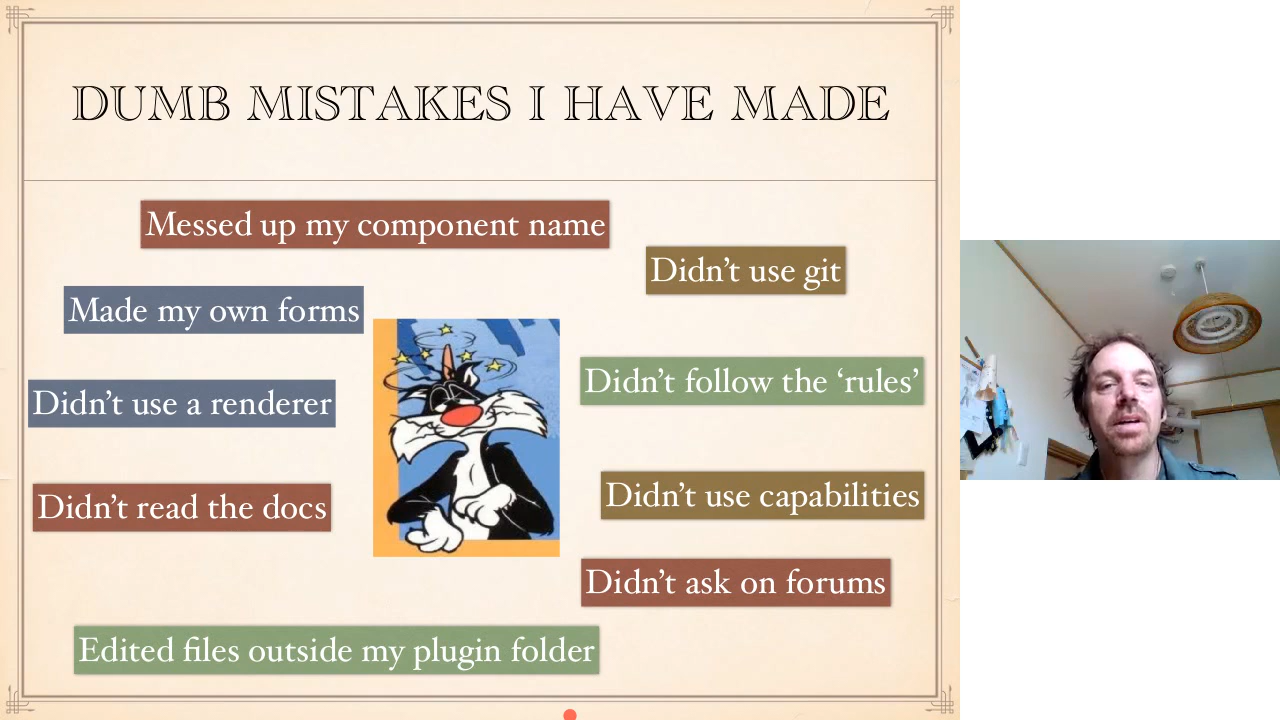 DUMB MISTAKES I HAVE MADE
Messed up my component name
Didn’t use git
Made my own forms
Didn’t follow the ‘rules’
Didn’t use a renderer
Didn’t use capabilities
Didn’t read the docs
Didn’t ask on forums
Edited files outside my plugin folder